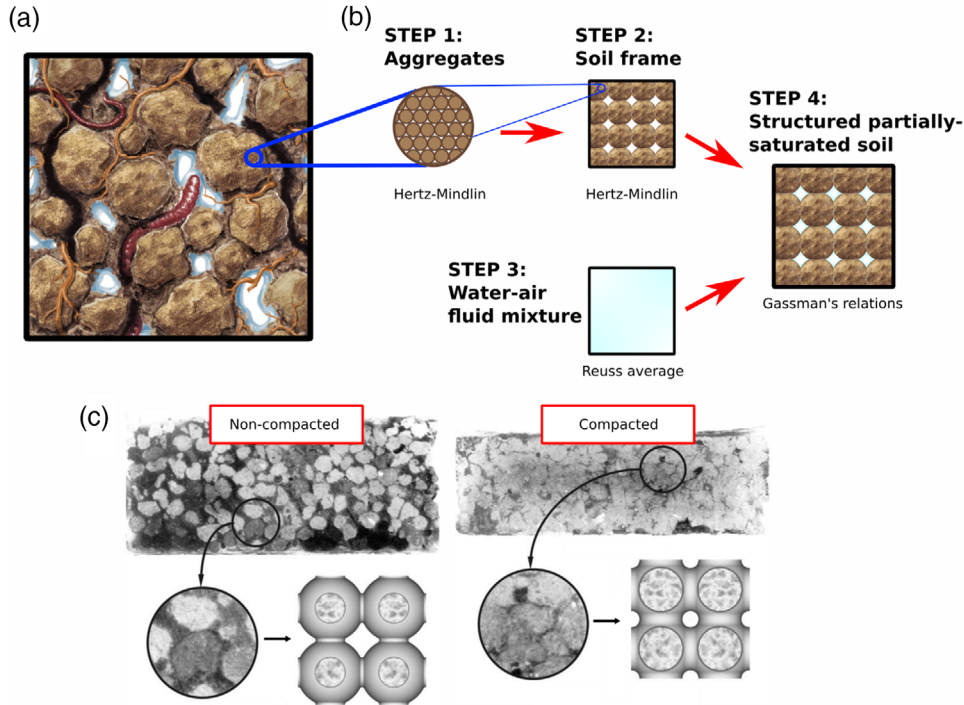 (a)
(b)
STEP 1:
Aggregates
Hertz-Mindlin
STEP 2:
Soil frame
Hertz-Mindlin
STEP 3:
Water-air
fluid mixture
Reuss average
STEP 4:
Structured partially-
saturated soil
Gassman's relations
(c)
Non-compacted
Compacted